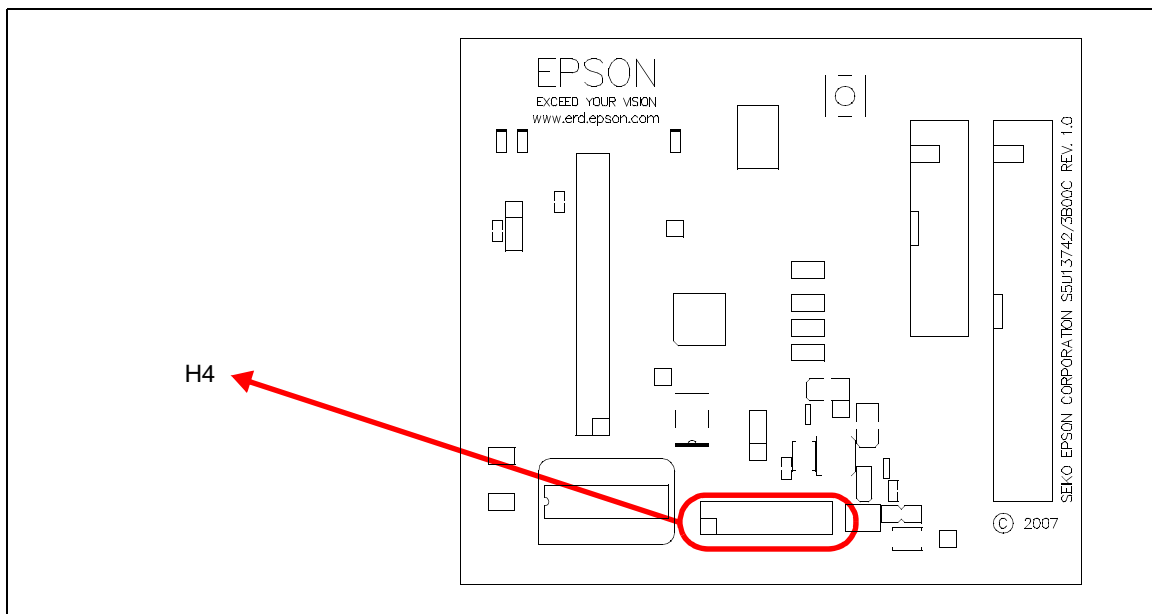 EPSON
EXCEED YOUR VISION
www.erd.epson.com
SEIKO EPSON CORPORATION S5U13742/3B00C REV. 1.0
H4
© 2007